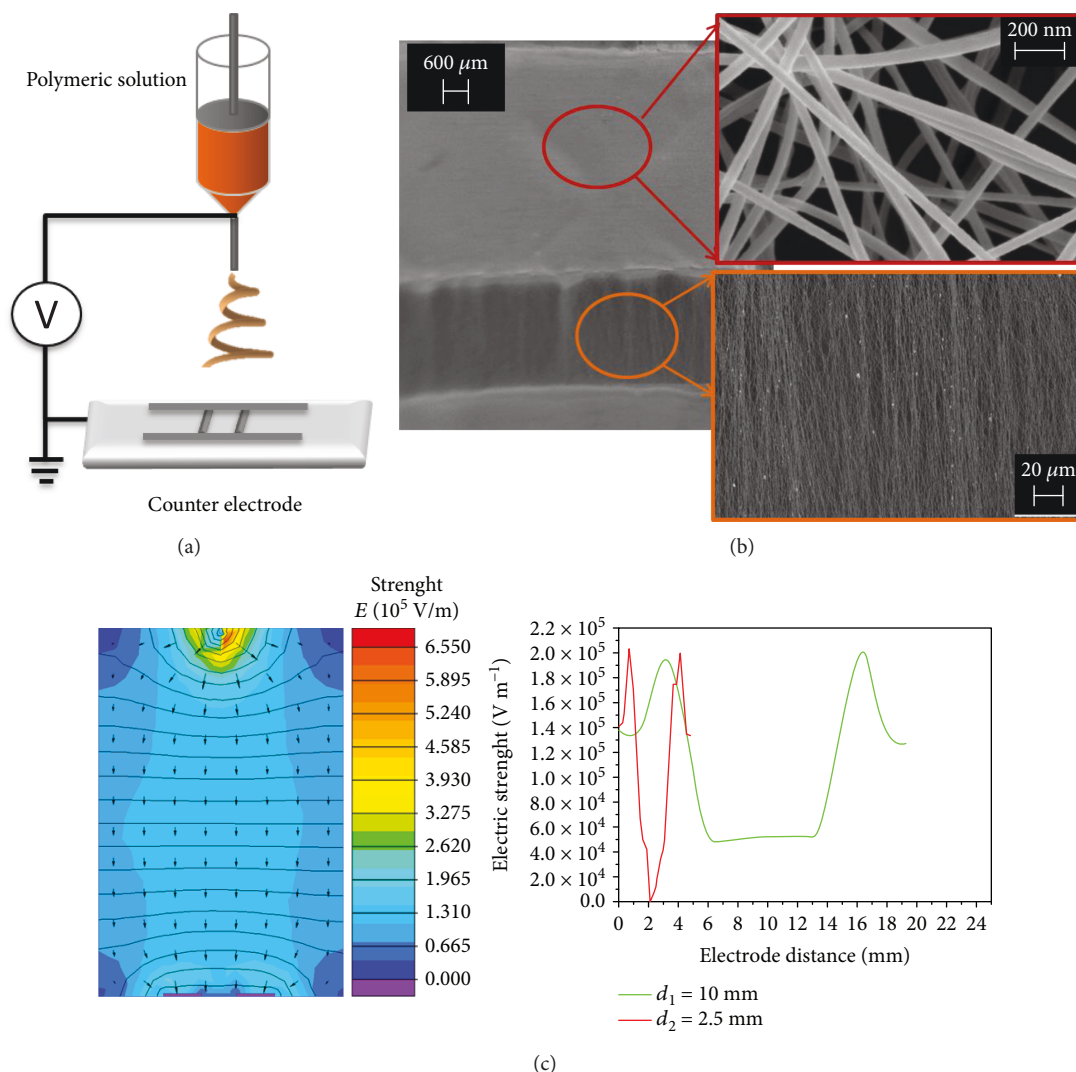 Polymeric solution
V
Counter electrode
(a)
600 μm
200 nm
20 μm
(b)
Strenght
E (10⁵ V/m)
6.550
5.895
5.240
4.585
3.930
3.275
2.620
1.965
1.310
0.665
0.000
Electric strenght (V m⁻¹)
2.2 × 10⁵
2.0 × 10⁵
1.8 × 10⁵
1.6 × 10⁵
1.4 × 10⁵
1.2 × 10⁵
1.0 × 10⁵
8.0 × 10⁴
6.0 × 10⁴
4.0 × 10⁴
2.0 × 10⁴
0.0
0 2 4 6 8 10 12 14 16 18 20 22 24
Electrode distance (mm)
d₁ = 10 mm
d₂ = 2.5 mm
(c)